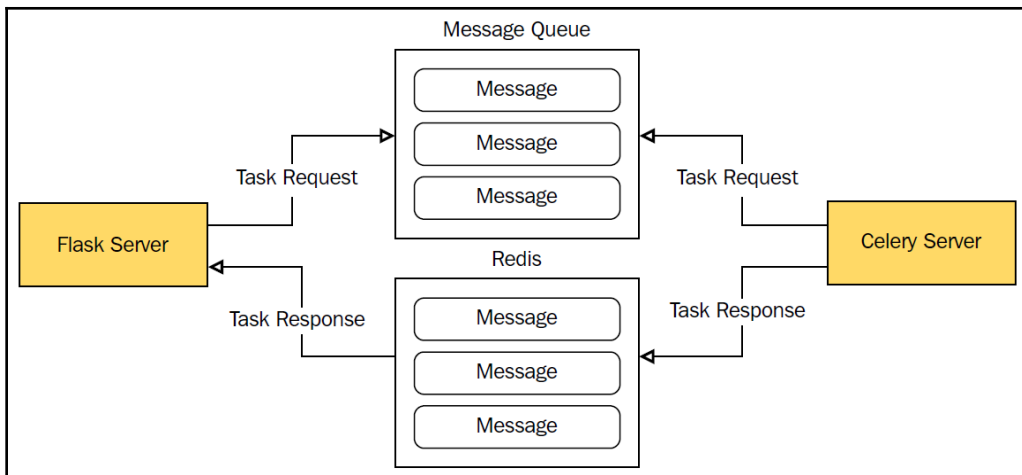 Message Queue
Message
Message
Message
Task Request
Task Request
Flask Server
Celery Server
Redis
Message
Message
Message
Task Response
Task Response